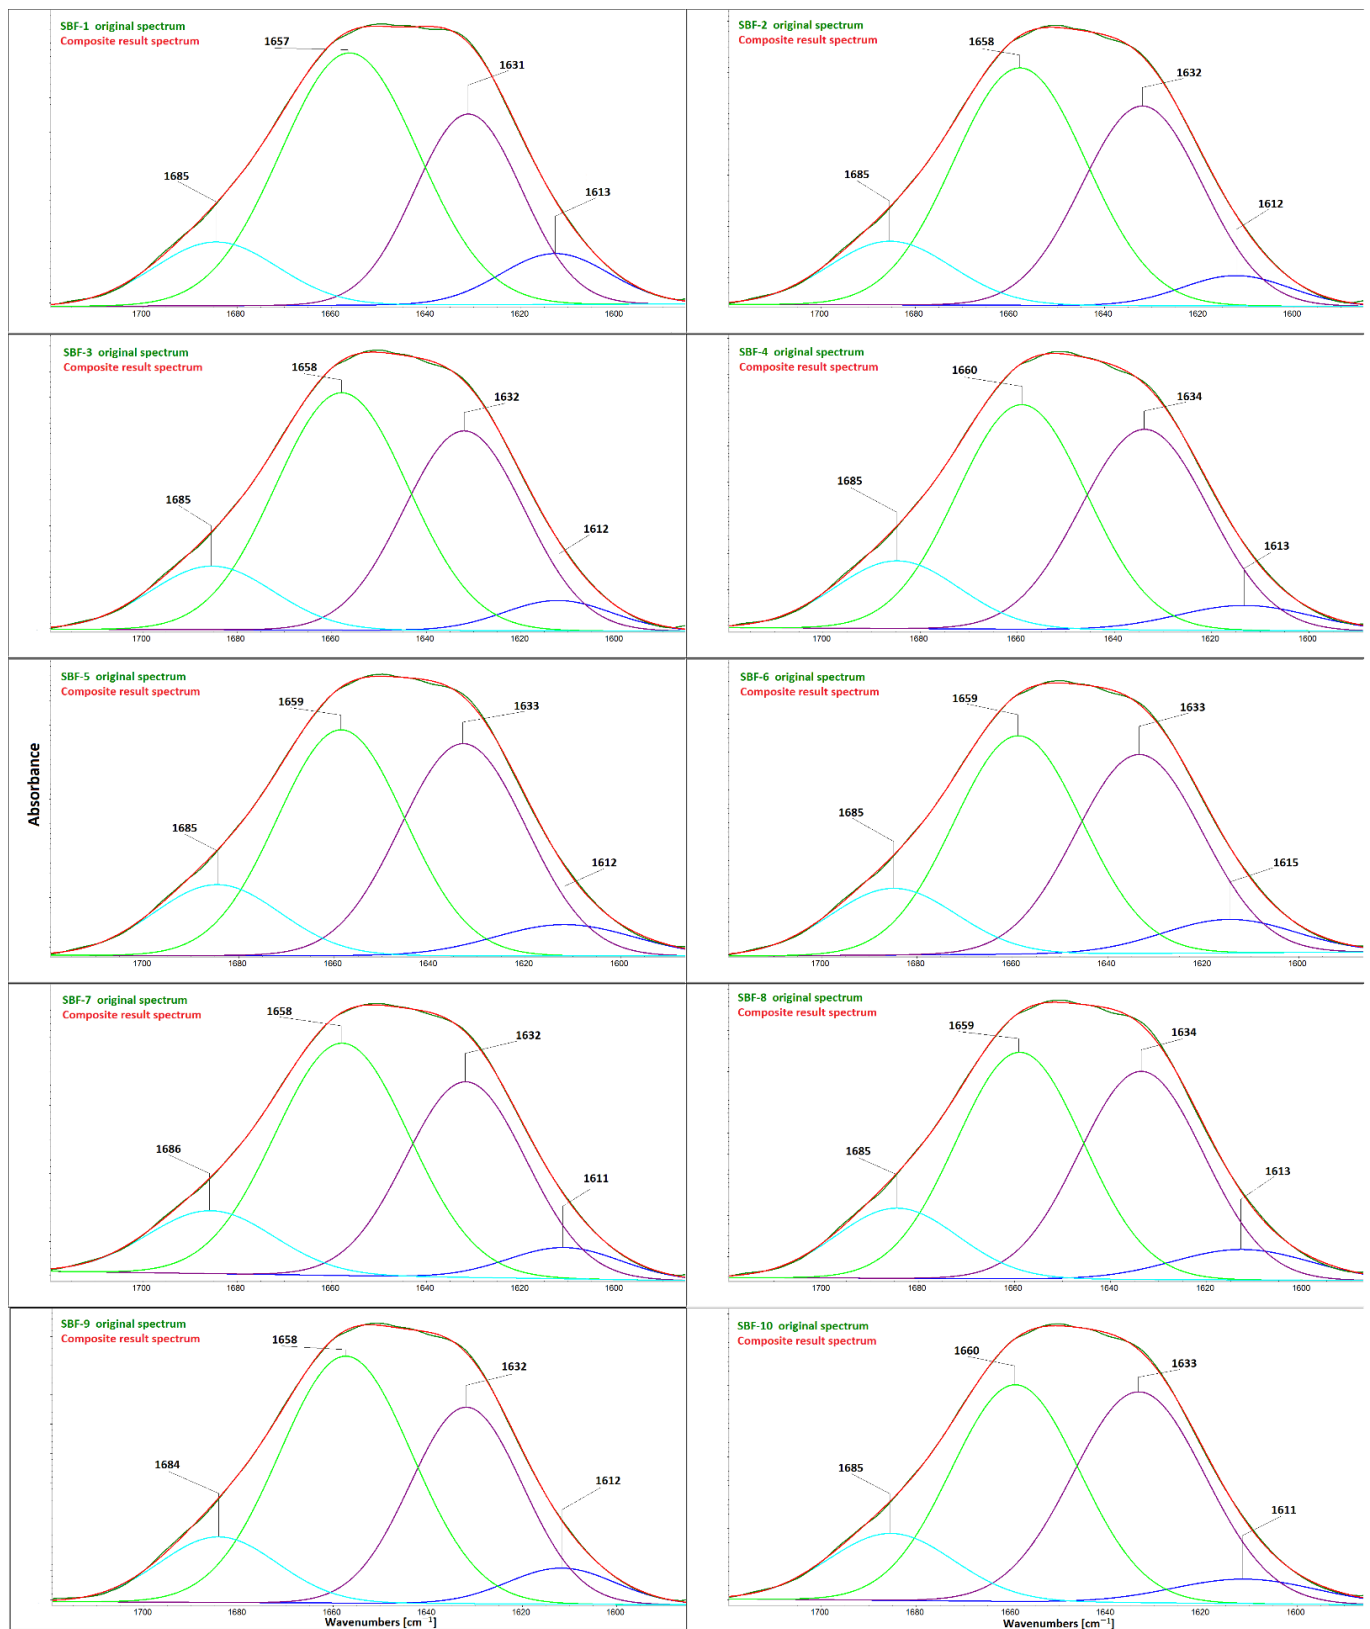 SBF-1 original spectrum
Composite result spectrum
1657
1631
1685
1613
1700 1680 1660 1640 1620 1600
SBF-2 original spectrum
Composite result spectrum
1658
1632
1685
1612
1700 1680 1660 1640 1620 1600
SBF-3 original spectrum
Composite result spectrum
1658
1632
1685
1612
1700 1680 1660 1640 1620 1600
SBF-4 original spectrum
Composite result spectrum
1660
1634
1685
1613
1700 1680 1660 1640 1620 1600
Absorbance
SBF-5 original spectrum
Composite result spectrum
1659
1633
1685
1612
1700 1680 1660 1640 1620 1600
SBF-6 original spectrum
Composite result spectrum
1659
1633
1685
1615
1700 1680 1660 1640 1620 1600
SBF-7 original spectrum
Composite result spectrum
1658
1632
1686
1611
1700 1680 1660 1640 1620 1600
SBF-8 original spectrum
Composite result spectrum
1659
1634
1685
1613
1700 1680 1660 1640 1620 1600
SBF-9 original spectrum
Composite result spectrum
1658
1632
1684
1612
1700 1680 1660 1640 1620 1600
Wavenumbers [cm⁻¹]
SBF-10 original spectrum
Composite result spectrum
1660
1633
1685
1611
1700 1680 1660 1640 1620 1600
Wavenumbers [cm⁻¹]